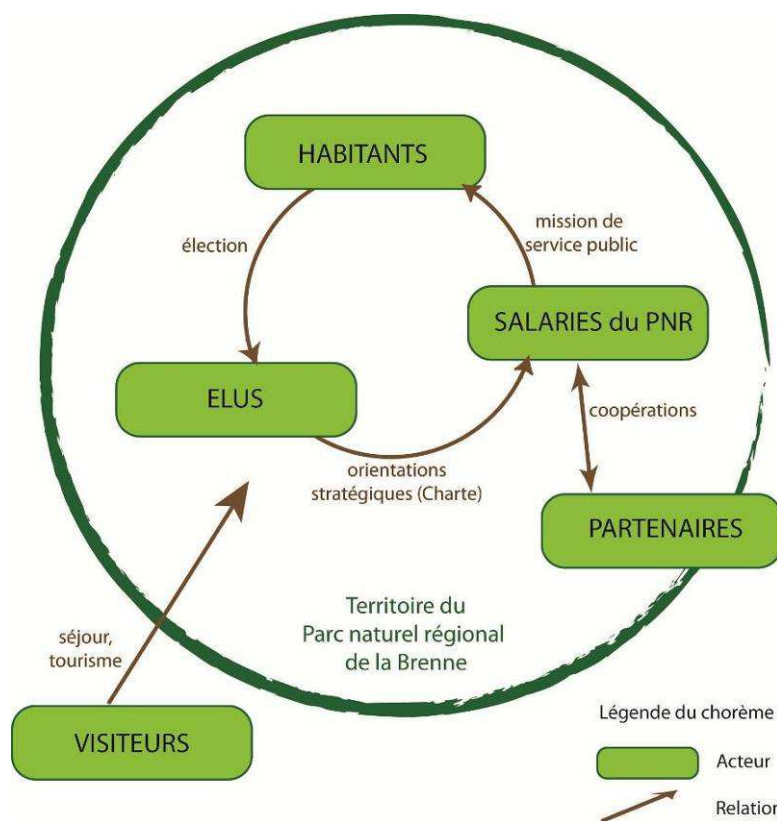 HABITANTS
élection
mission de
service public
SALARIES du PNR
ELUS
coopérations
orientations
stratégiques (Charte)
PARTENAIRES
Territoire du
Parc naturel régional
de la Brenne
séjour,
tourisme
VISITEURS
Légende du chorème
Acteur
Relation